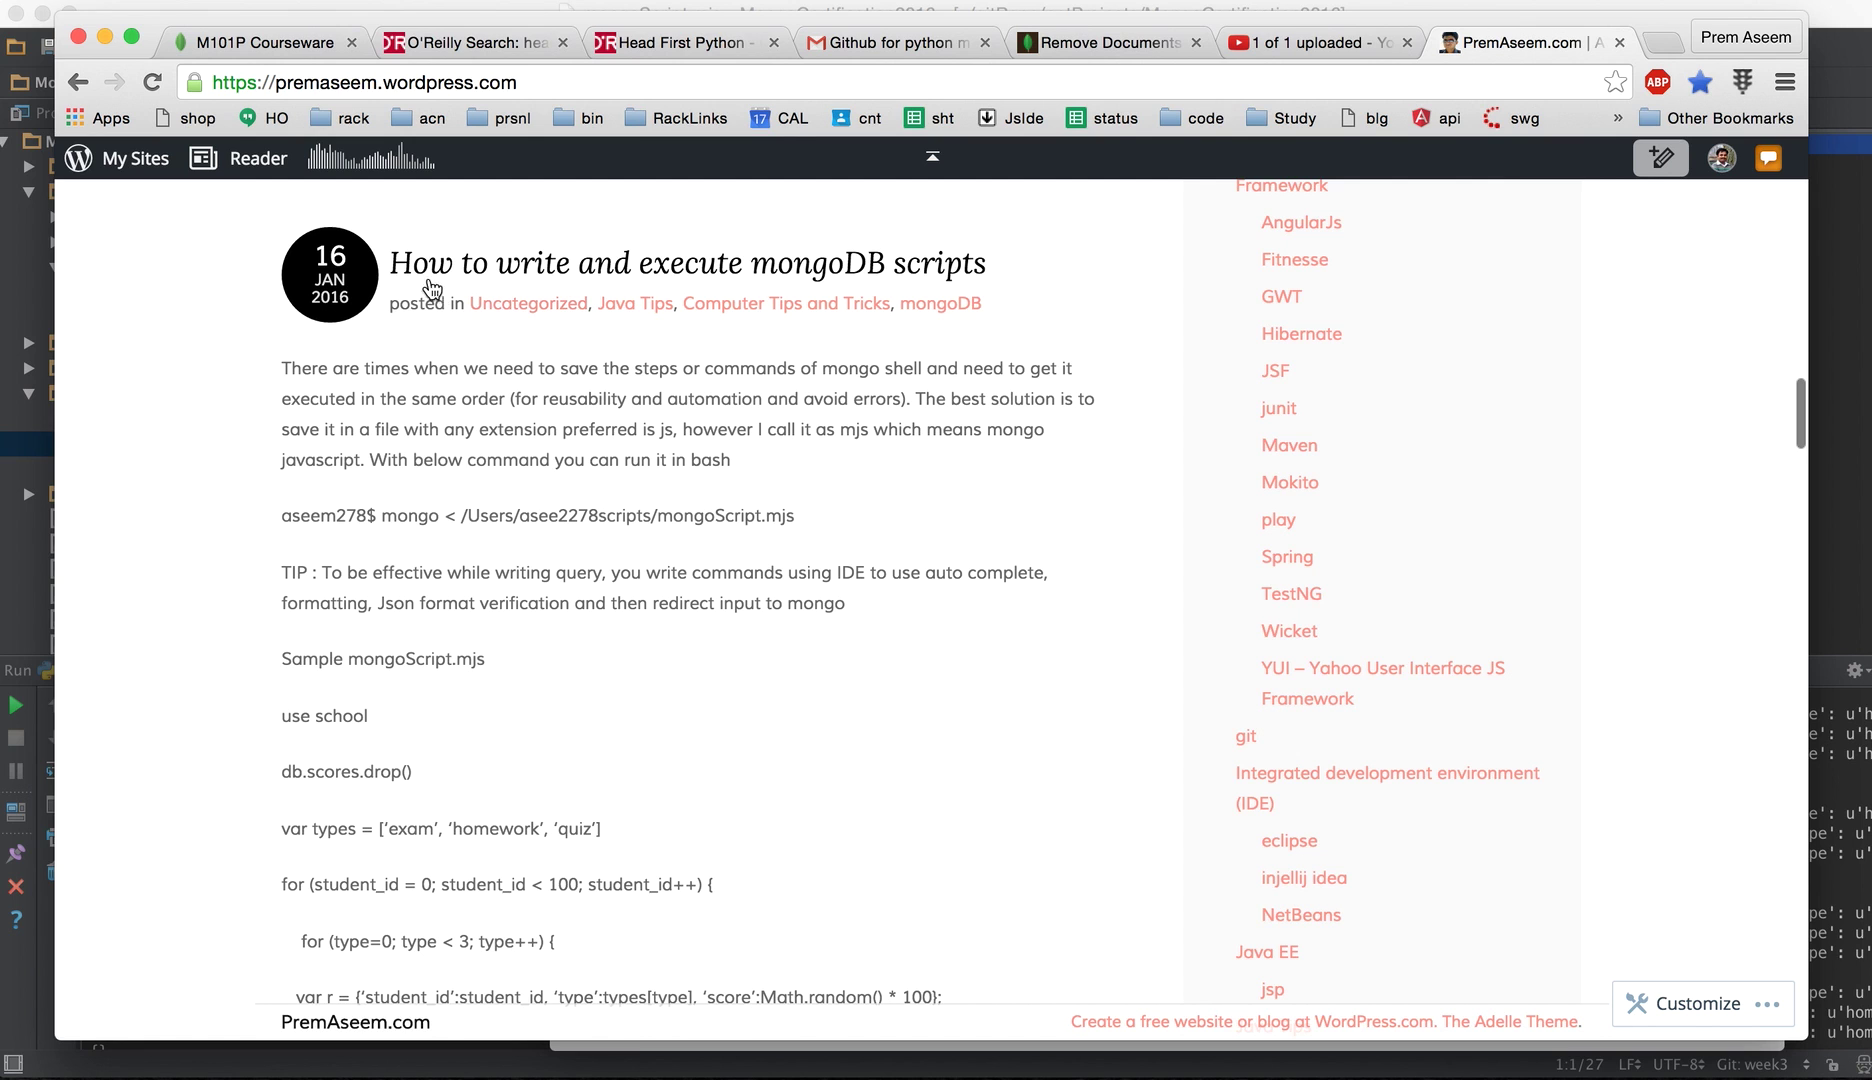 M101P Courseware
O'Reilly Search: hea
Head First Python -
Github for python m
Remove Documents
1 of 1 uploaded - Yo
PremAseem.com | A
Prem Aseem
https://premaseem.wordpress.com
ABP
Apps
shop
HO
rack
acn
prsnl
bin
RackLinks
17 CAL
cnt
sht
JsIde
status
code
Study
blg
api
swg
»
Other Bookmarks
My Sites
Reader
16
JAN
2016
How to write and execute mongoDB scripts
posted in Uncategorized, Java Tips, Computer Tips and Tricks, mongoDB
There are times when we need to save the steps or commands of mongo shell and need to get it
executed in the same order (for reusability and automation and avoid errors). The best solution is to
save it in a file with any extension preferred is js, however I call it as mjs which means mongo
javascript. With below command you can run it in bash
aseem278$ mongo < /Users/asee2278scripts/mongoScript.mjs
TIP : To be effective while writing query, you write commands using IDE to use auto complete,
formatting, Json format verification and then redirect input to mongo
Sample mongoScript.mjs
use school
db.scores.drop()
var types = [‘exam’, ‘homework’, ‘quiz’]
for (student_id = 0; student_id < 100; student_id++) {
for (type=0; type < 3; type++) {
var r = {‘student_id’:student_id, ‘type’:types[type], ‘score’:Math.random() * 100};
Framework
AngularJs
Fitnesse
GWT
Hibernate
JSF
junit
Maven
Mokito
play
Spring
TestNG
Wicket
YUI – Yahoo User Interface JS
Framework
git
Integrated development environment
(IDE)
eclipse
injellij idea
NetBeans
Java EE
jsp
PremAseem.com
Create a free website or blog at WordPress.com. The Adelle Theme.
Customize
Run
1:1/27 LF UTF-8 Git: week3